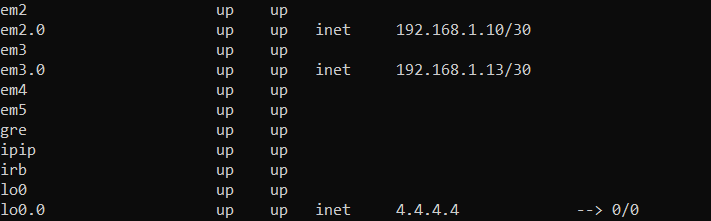 em2 up up
em2.0 up up inet 192.168.1.10/30
em3 up up
em3.0 up up inet 192.168.1.13/30
em4 up up
em5 up up
gre up up
ipip up up
irb up up
lo0 up up
lo0.0 up up inet 4.4.4.4 --> 0/0